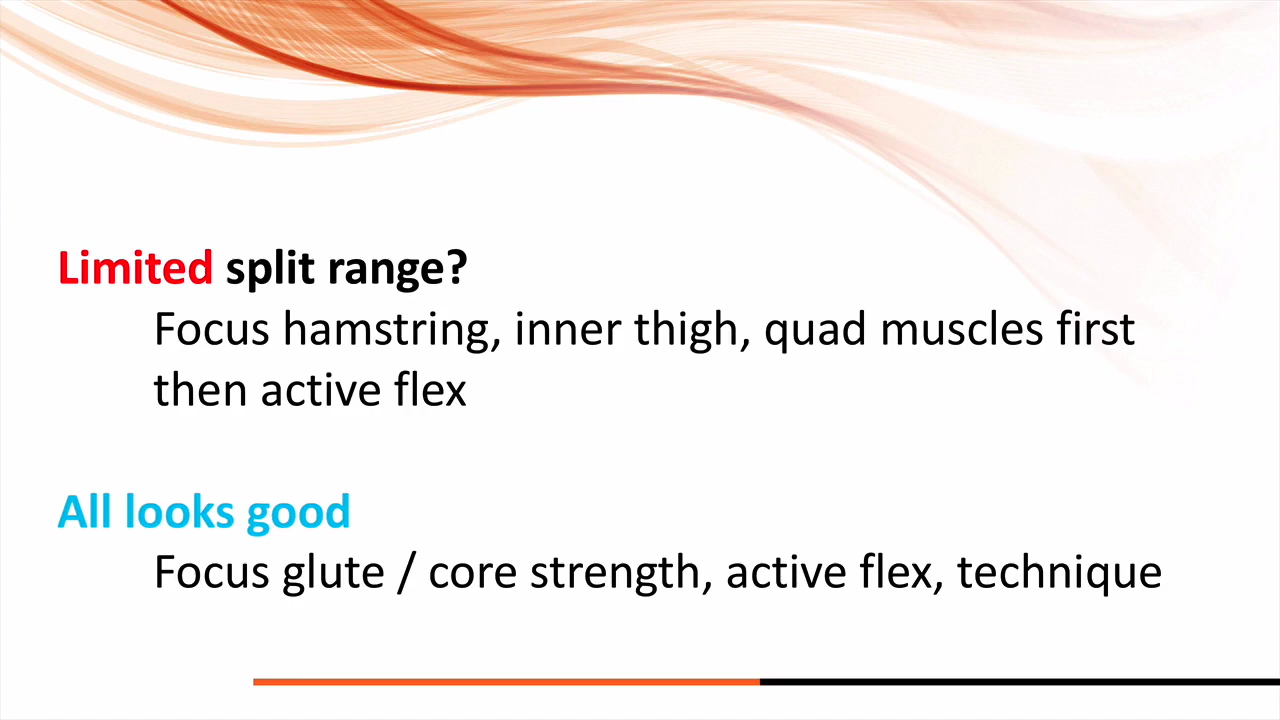 Limited split range?
Focus hamstring, inner thigh, quad muscles first
then active flex
All looks good
Focus glute / core strength, active flex, technique